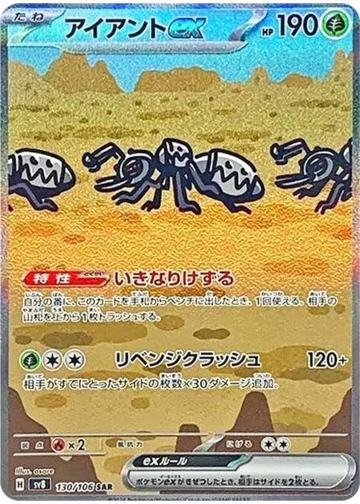 たね アイアントex HP 190
特性 いきなりけずる
自分の番に、このカードを手札からベンチに出したとき、1回使える。相手の
山札を上から1枚トラッシュする。
リベンジクラッシュ 120+
相手がすでにとったサイドの枚数×30ダメージ追加。
弱点 ×2 抵抗力 にげる
Illus. osare
exルール
H sv8 130/106 SAR
ポケモンexがきぜつしたとき、相手はサイドを2枚とる。